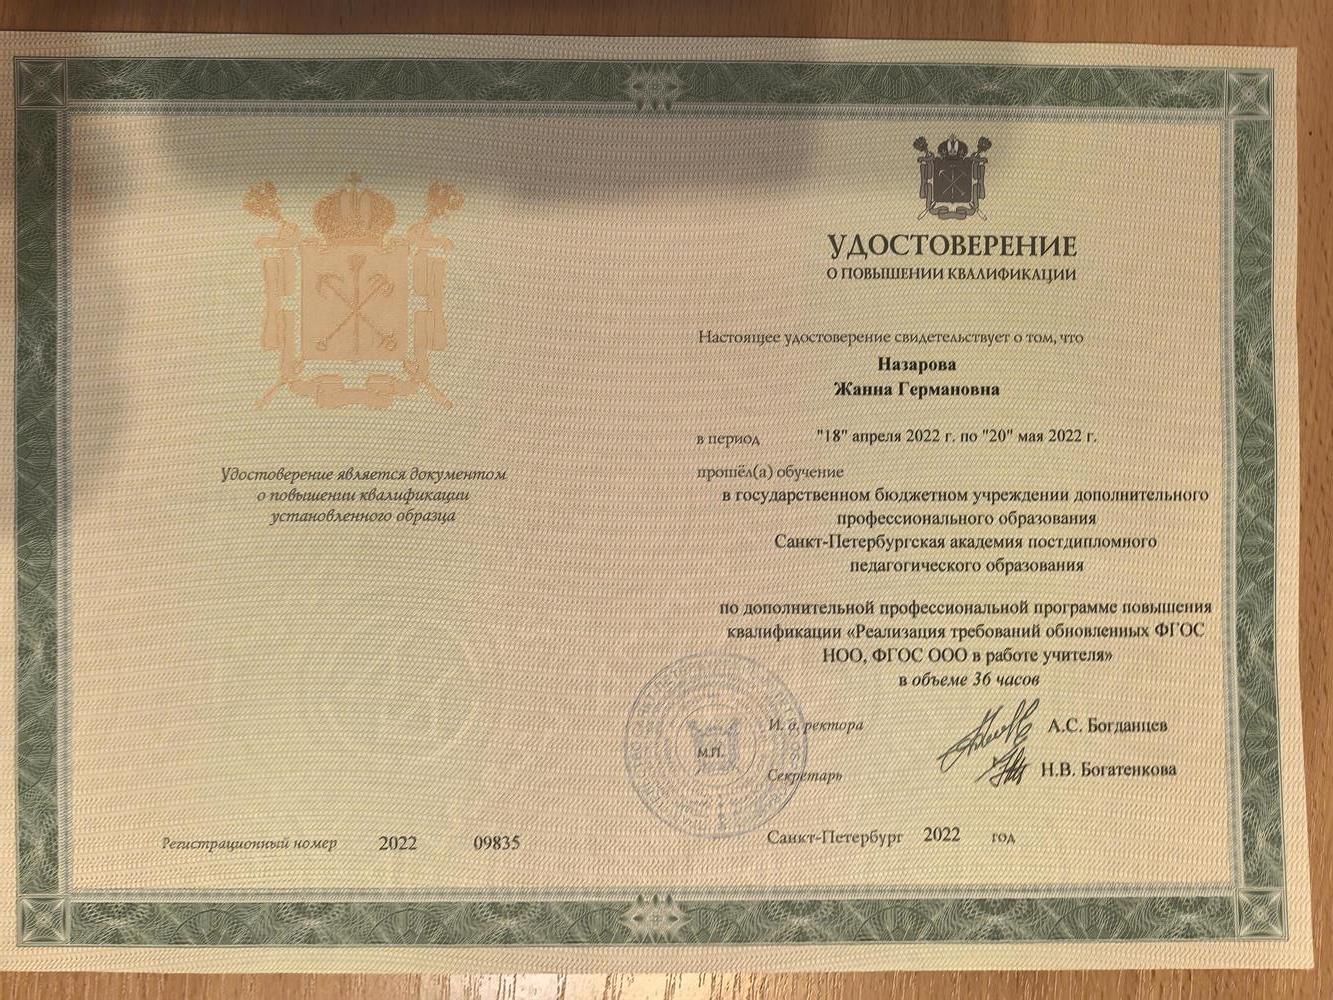 Удостоверение является документом
о повышении квалификации
установленного образца
Регистрационный номер 2022 09835
УДОСТОВЕРЕНИЕ
О ПОВЫШЕНИИ КВАЛИФИКАЦИИ
Настоящее удостоверение свидетельствует о том, что
Назарова
Жанна Германовна
в период "18" апреля 2022 г. по "20" мая 2022 г.
прошёл(а) обучение
в государственном бюджетном учреждении дополнительного
профессионального образования
Санкт-Петербургская академия постдипломного
педагогического образования
по дополнительной профессиональной программе повышения
квалификации «Реализация требований обновленных ФГОС
НОО, ФГОС ООО в работе учителя»
в объеме 36 часов
И. о. ректора А.С. Богданцев
М.П.
Секретарь Н.В. Богатенкова
Санкт-Петербург 2022 год